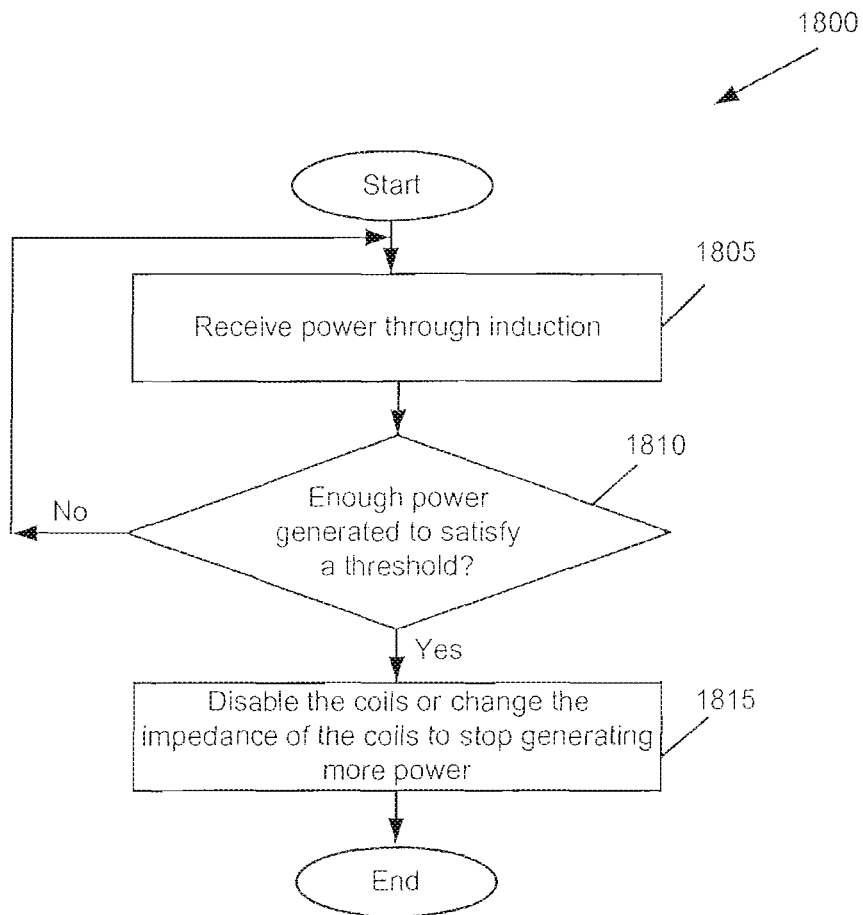 1800
Start
1805
Receive power through induction
1810
Enough power
generated to satisfy
a threshold?
No
Yes
1815
Disable the coils or change the
impedance of the coils to stop generating
more power
End